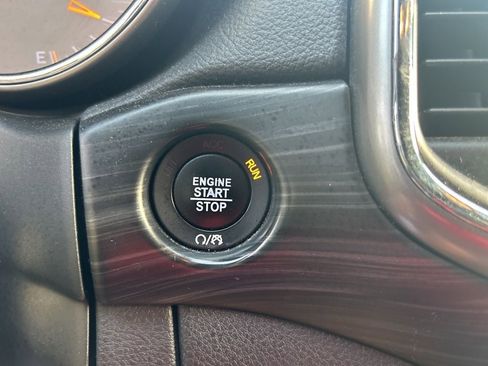 E
ACC
RUN
ENGINE
START
STOP